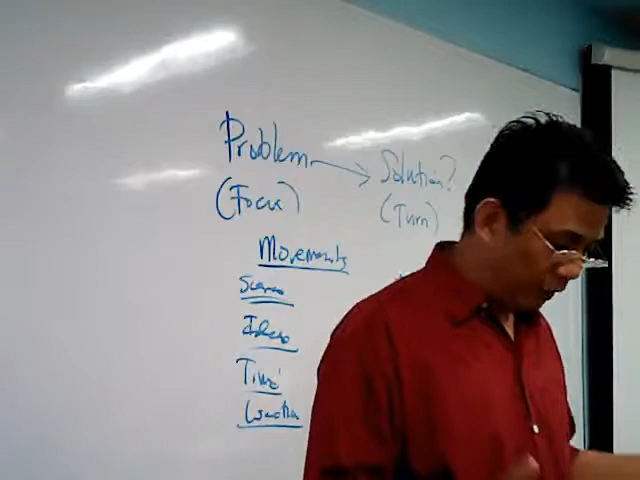 Problem → Solution?
(Focus) (Turn)
Movements
Scenes
Ideas
Time
Location